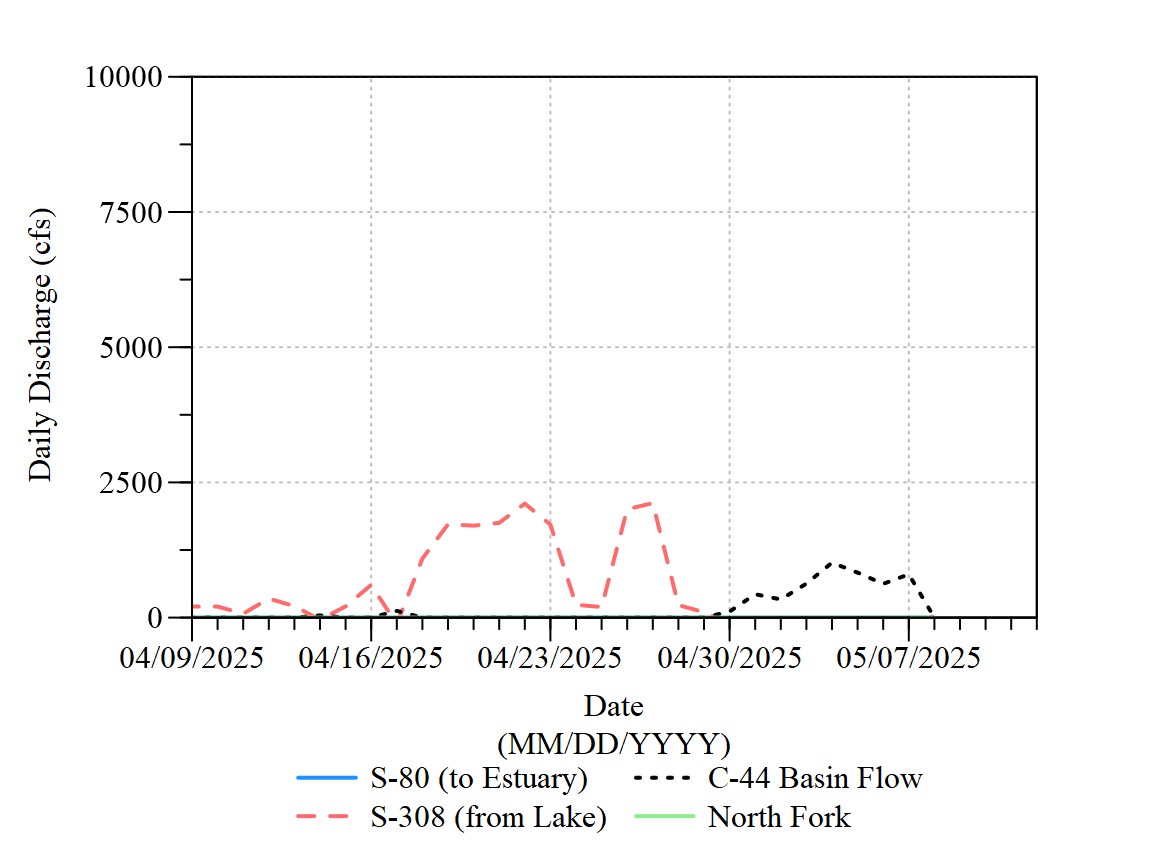 10000
7500
5000
2500
0
Daily Discharge (cfs)
04/09/2025 04/16/2025 04/23/2025 04/30/2025 05/07/2025
Date
(MM/DD/YYYY)
S-80 (to Estuary) C-44 Basin Flow
S-308 (from Lake) North Fork